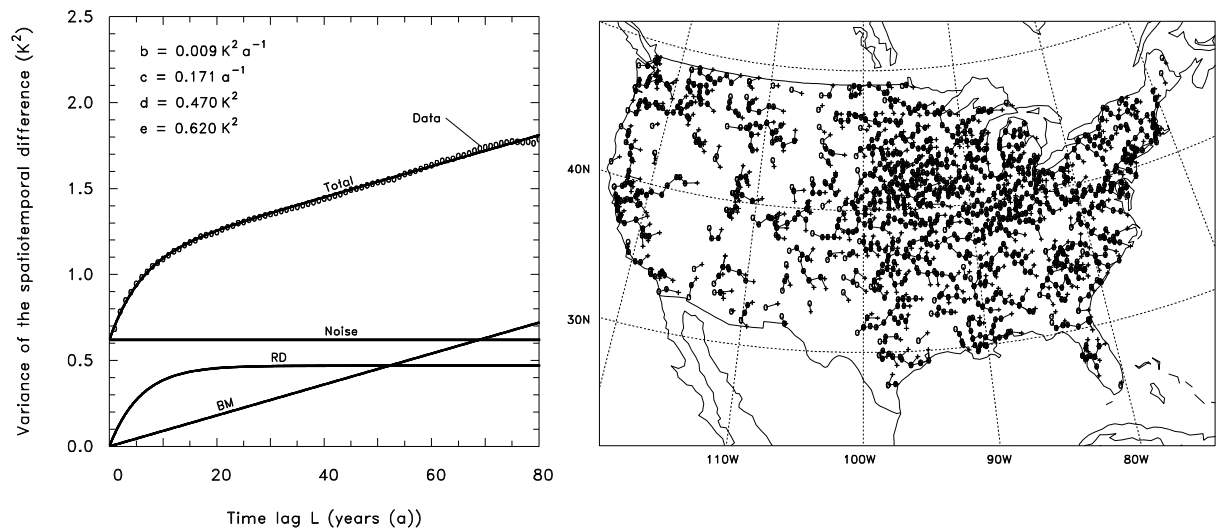 Variance of the spatiotemporal difference (K²)
2.5
2.0
1.5
1.0
0.5
0.0
b = 0.009 K² a⁻¹
c = 0.171 a⁻¹
d = 0.470 K²
e = 0.620 K²
Data
Total
Noise
RD
BM
0 20 40 60 80
Time lag L (years (a))
40N
30N
110W 100W 90W 80W